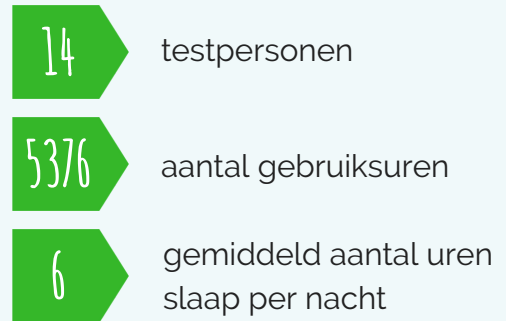 14
testpersonen
5376
aantal gebruiksuren
6
gemiddeld aantal uren
slaap per nacht